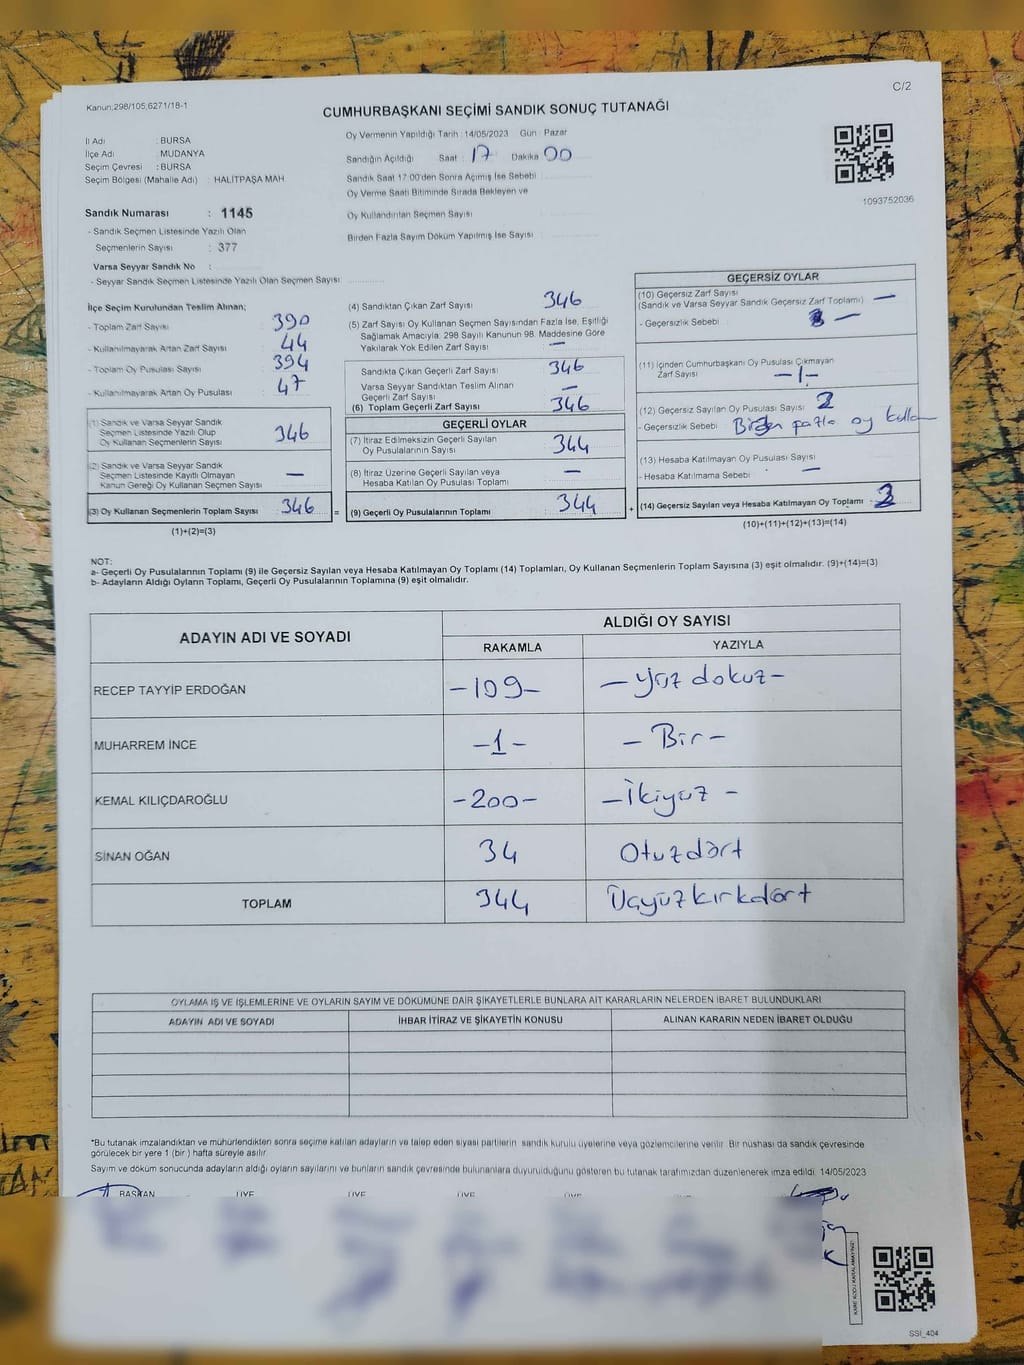 C/2
Kanun:298/105;6271/18-1
CUMHURBAŞKANI SEÇİMİ SANDIK SONUÇ TUTANAĞI
İl Adı : BURSA
İlçe Adı : MUDANYA
Seçim Çevresi : BURSA
Seçim Bölgesi (Mahalle Adı) : HALİTPAŞA MAH
Oy Vermenin Yapıldığı Tarih :14/05/2023 Gün : Pazar
Sandığın Açıldığı Saat : 17 Dakika 00
Sandık Saat 17:00'den Sonra Açımış İse Sebebi
Oy Verme Saati Bitiminde Sırada Bekleyen ve
Oy Kullandırılan Seçmen Sayısı
Birden Fazla Sayım Döküm Yapılmış İse Sayısı :
1093752036
Sandık Numarası : 1145
- Sandık Seçmen Listesinde Yazılı Olan
Seçmenlerin Sayısı : 377
Varsa Seyyar Sandık No :
- Seyyar Sandık Seçmen Listesinde Yazılı Olan Seçmen Sayısı:
İlçe Seçim Kurulundan Teslim Alınan;
- Toplam Zarf Sayısı : 390
- Kullanılmayarak Artan Zarf Sayısı : 44
- Toplam Oy Pusulası Sayısı : 394
- Kullanılmayarak Artan Oy Pusulası : 47
(1) Sandık ve Varsa Seyyar Sandık
Seçmen Listesinde Yazılı Olup
Oy Kullanan Seçmenlerin Sayısı : 346
(2) Sandık ve Varsa Seyyar Sandık
Seçmen Listesinde Kayıtlı Olmayan
Kanun Gereği Oy Kullanan Seçmen Sayısı : —
(3) Oy Kullanan Seçmenlerin Toplam Sayısı : 346 =
(1)+(2)=(3)
(4) Sandıktan Çıkan Zarf Sayısı : 346
(5) Zarf Sayısı Oy Kullanan Seçmen Sayısından Fazla İse, Eşitliği
Sağlamak Amacıyla, 298 Sayılı Kanunun 98. Maddesine Göre
Yakılarak Yok Edilen Zarf Sayısı : —
Sandıkta Çıkan Geçerli Zarf Sayısı : 346
Varsa Seyyar Sandıktan Teslim Alınan
Geçerli Zarf Sayısı : —
(6) Toplam Geçerli Zarf Sayısı : 346
GEÇERLİ OYLAR
(7) İtiraz Edilmeksizin Geçerli Sayılan
Oy Pusulalarının Sayısı : 344
(8) İtiraz Üzerine Geçerli Sayılan veya
Hesaba Katılan Oy Pusulası Toplamı : —
(9) Geçerli Oy Pusulalarının Toplamı : 344 +
GEÇERSİZ OYLAR
(10) Geçersiz Zarf Sayısı
(Sandık ve Varsa Seyyar Sandık Geçersiz Zarf Toplamı) : —
- Geçersizlik Sebebi : —
(11) İçinden Cumhurbaşkanı Oy Pusulası Çıkmayan
Zarf Sayısı : —1—
(12) Geçersiz Sayılan Oy Pusulası Sayısı :
- Geçersizlik Sebebi : Birden fazla oy kullan
(13) Hesaba Katılmayan Oy Pusulası Sayısı :
- Hesaba Katılmama Sebebi : —
(14) Geçersiz Sayılan veya Hesaba Katılmayan Oy Toplamı :
(10)+(11)+(12)+(13)=(14)
NOT:
a- Geçerli Oy Pusulalarının Toplamı (9) ile Geçersiz Sayılan veya Hesaba Katılmayan Oy Toplamı (14) Toplamları, Oy Kullanan Seçmenlerin Toplam Sayısına (3) eşit olmalıdır. (9)+(14)=(3)
b- Adayların Aldığı Oyların Toplamı, Geçerli Oy Pusulalarının Toplamına (9) eşit olmalıdır.
ADAYIN ADI VE SOYADI ALDIĞI OY SAYISI
RAKAMLA YAZIYLA
RECEP TAYYİP ERDOĞAN -109- -yüz dokuz-
MUHARREM İNCE -1- -Bir-
KEMAL KILIÇDAROĞLU -200- -İkiyüz-
SİNAN OĞAN 34 Otuzdört
TOPLAM 344 Üçyüzkırkdört
OYLAMA İŞ VE İŞLEMLERİNE VE OYLARIN SAYIM VE DÖKÜMÜNE DAİR ŞİKAYETLERLE BUNLARA AİT KARARLARIN NELERDEN İBARET BULUNDUKLARI
ADAYIN ADI VE SOYADI İHBAR İTİRAZ VE ŞİKAYETİN KONUSU ALINAN KARARIN NEDEN İBARET OLDUĞU
*Bu tutanak imzalandıktan ve mühürlendikten sonra seçime katılan adayların ve talep eden siyasi partilerin sandık kurulu üyelerine veya gözlemcilerine verilir. Bir nüshası da sandık çevresinde
görülecek bir yere 1 (bir ) hafta süreyle asılır.
Sayım ve döküm sonucunda adayların aldığı oyların sayılarını ve bunların sandık çevresinde bulunanlara duyurulduğunu gösteren bu tutanak tarafımızdan düzenlenerek imza edildi. 14/05/2023
BAŞKAN ÜYE ÜYE ÜYE ÜYE
SSİ_404